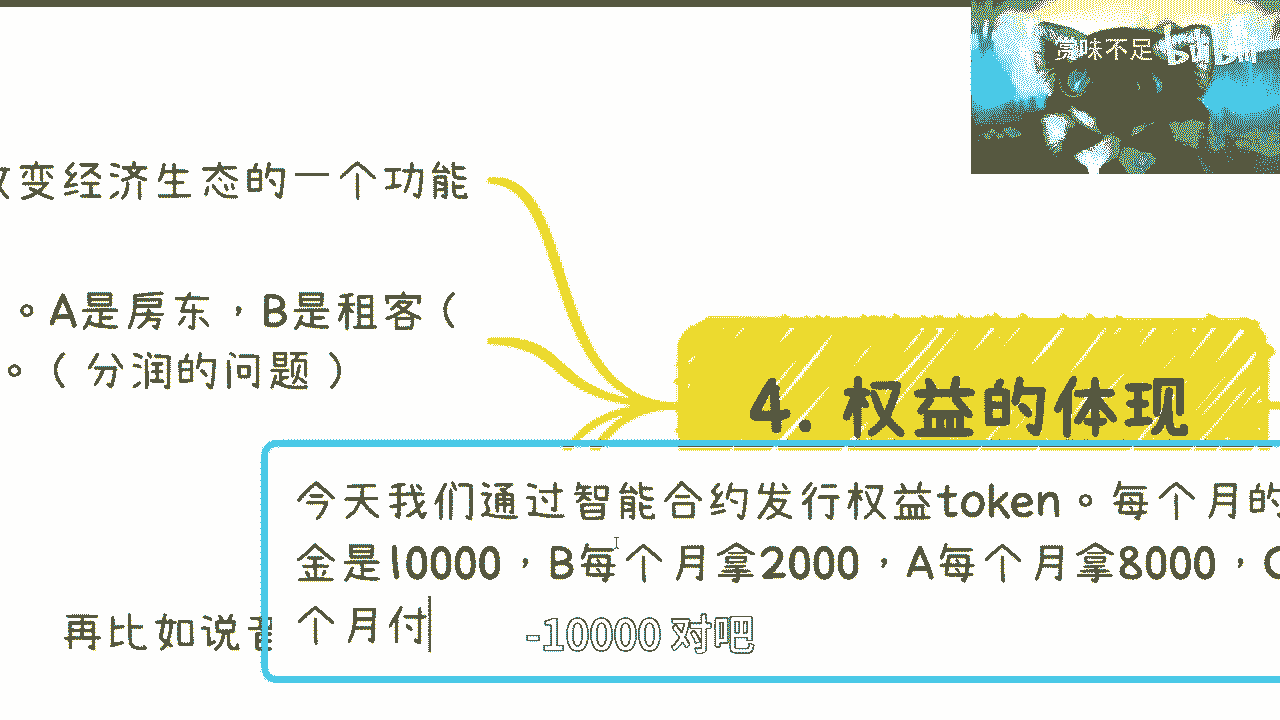 赏味不足 bilibili
变经济生态的一个功能
。A是房东，B是租客（
。（分润的问题）
4. 权益的体现
今天我们通过智能合约发行权益token。每个月的
金是10000，B每个月拿2000，A每个月拿8000，C
个月付
再比如说
-10000 对吧